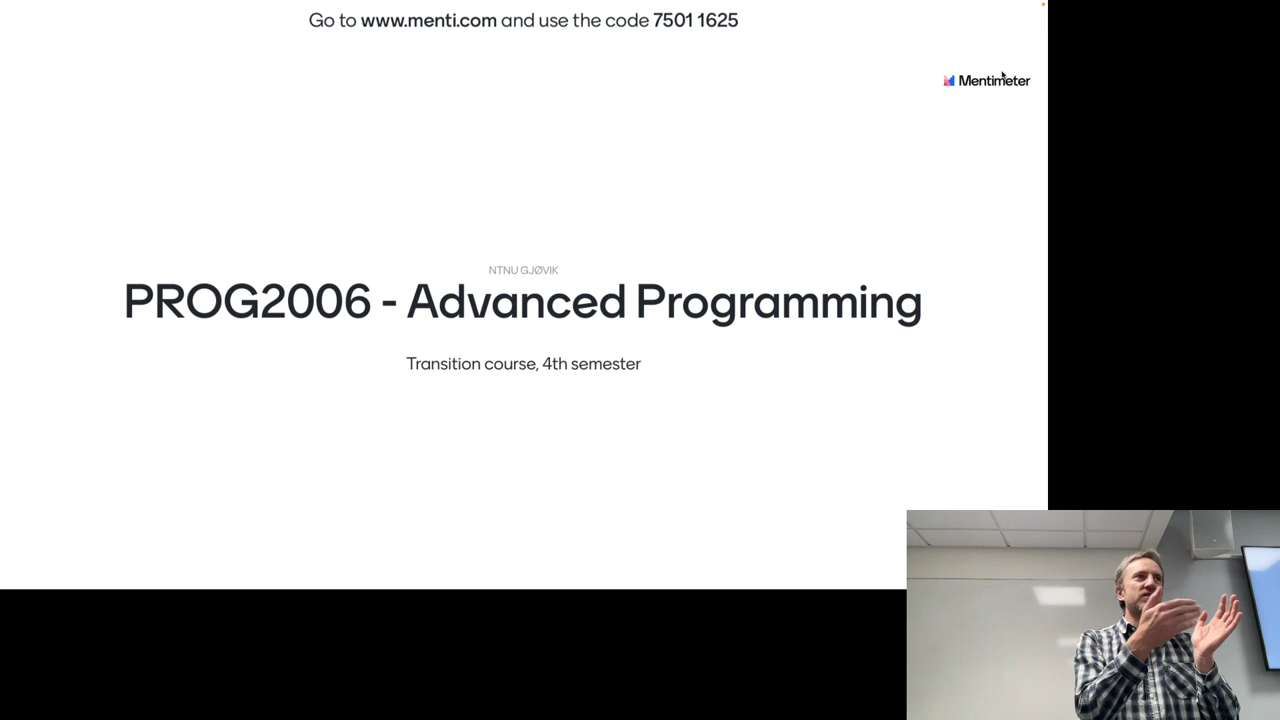 Go to www.menti.com and use the code 7501 1625
Mentimeter
NTNU GJØVIK
PROG2006 - Advanced Programming
Transition course, 4th semester